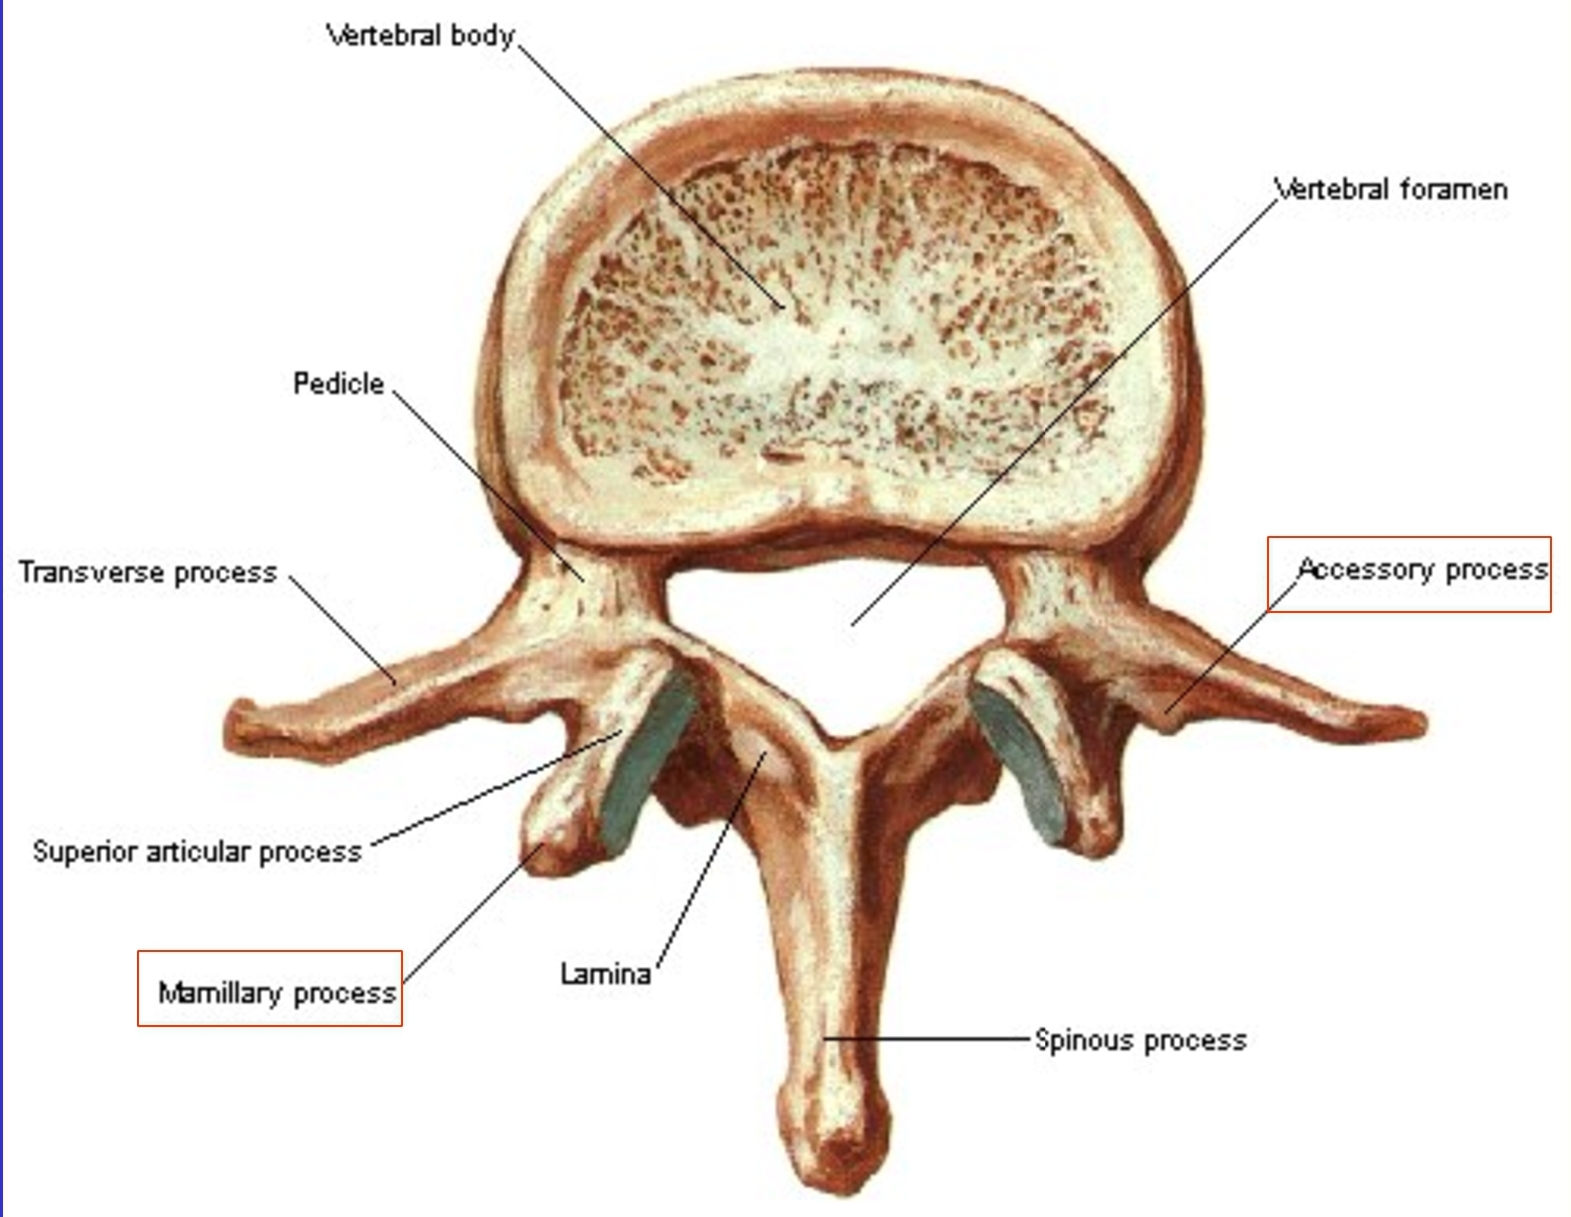 Vertebral body
Vertebral foramen
Pedicle
Transverse process
Accessory process
Superior articular process
Mamillary process
Lamina
Spinous process